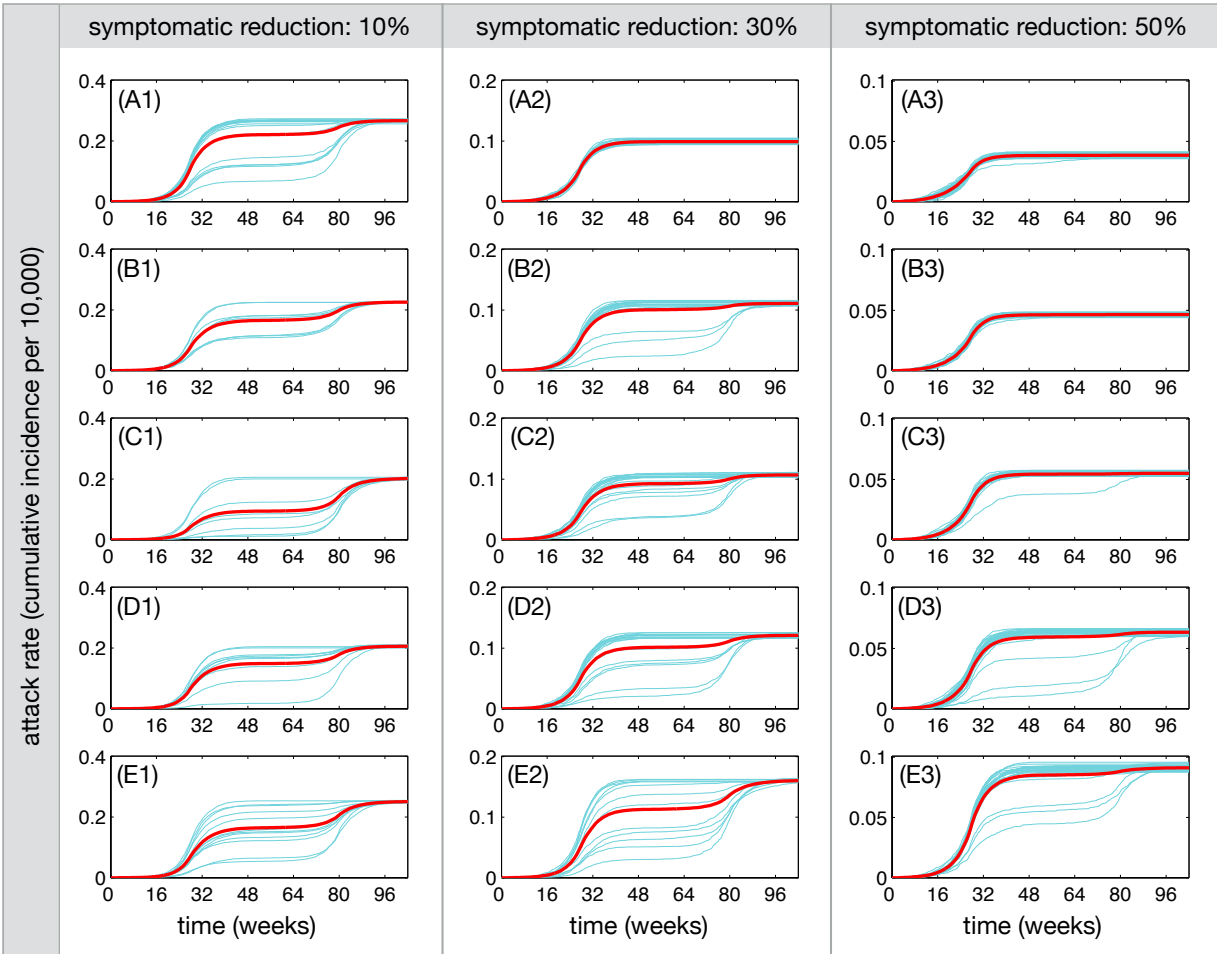 symptomatic reduction: 10% symptomatic reduction: 30% symptomatic reduction: 50%
attack rate (cumulative incidence per 10,000)
(A1)
0.4
0.2
0
0 16 32 48 64 80 96
(A2)
0.2
0.1
0
0 16 32 48 64 80 96
(A3)
0.1
0.05
0
0 16 32 48 64 80 96
(B1)
0.4
0.2
0
0 16 32 48 64 80 96
(B2)
0.2
0.1
0
0 16 32 48 64 80 96
(B3)
0.1
0.05
0
0 16 32 48 64 80 96
(C1)
0.4
0.2
0
0 16 32 48 64 80 96
(C2)
0.2
0.1
0
0 16 32 48 64 80 96
(C3)
0.1
0.05
0
0 16 32 48 64 80 96
(D1)
0.4
0.2
0
0 16 32 48 64 80 96
(D2)
0.2
0.1
0
0 16 32 48 64 80 96
(D3)
0.1
0.05
0
0 16 32 48 64 80 96
(E1)
0.4
0.2
0
0 16 32 48 64 80 96
(E2)
0.2
0.1
0
0 16 32 48 64 80 96
(E3)
0.1
0.05
0
0 16 32 48 64 80 96
time (weeks) time (weeks) time (weeks)